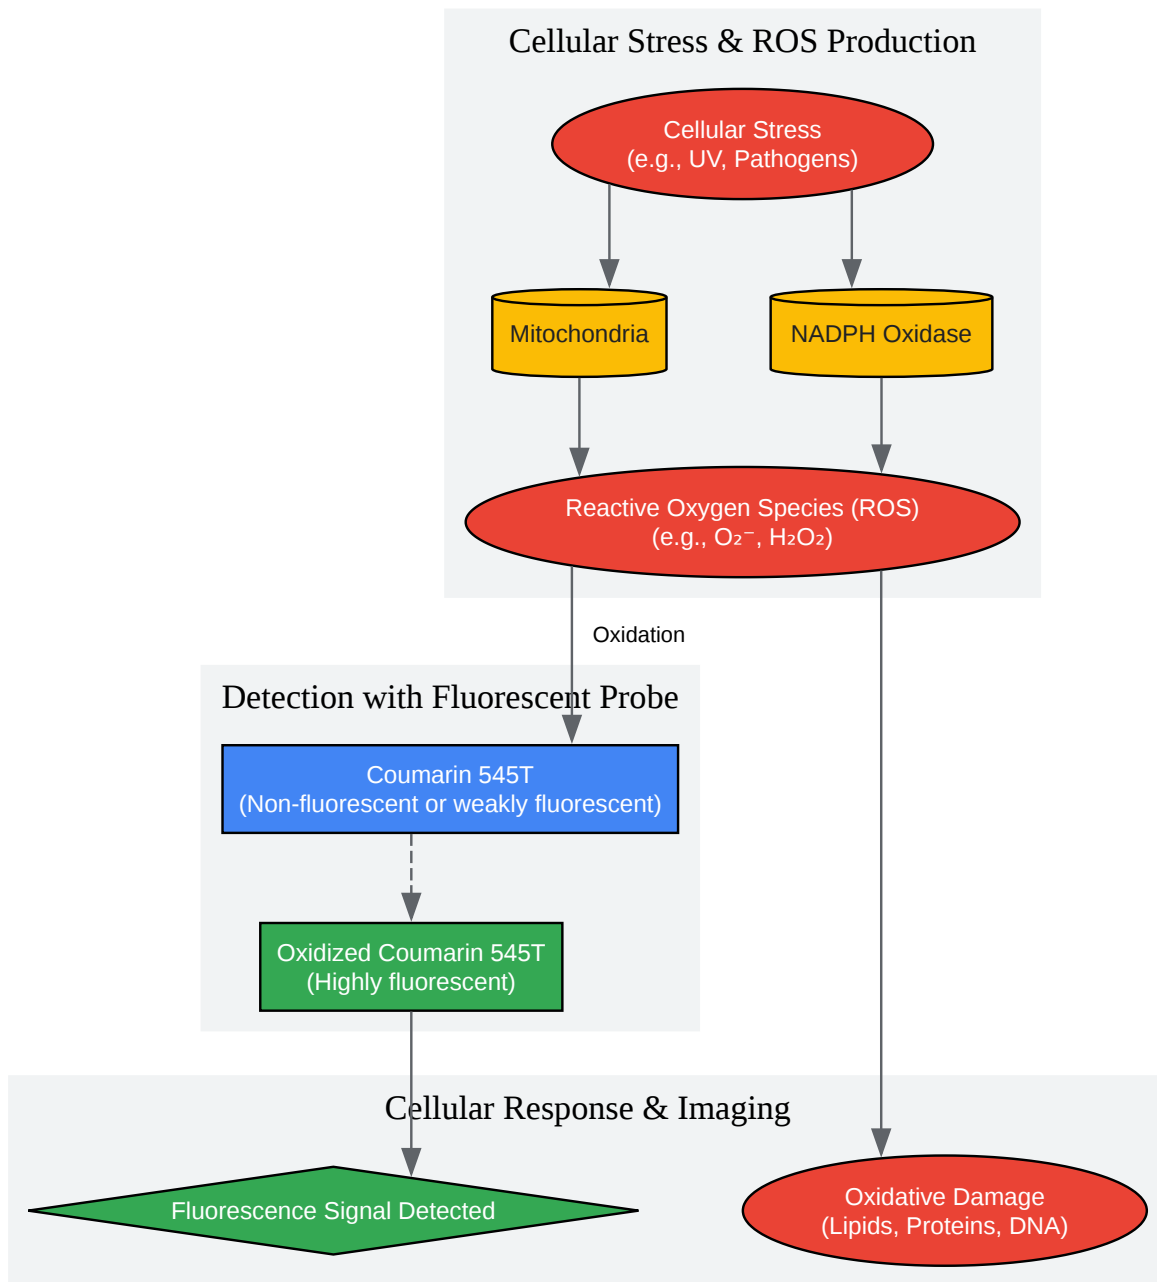 Cellular Stress & ROS Production
Cellular Stress
(e.g., UV, Pathogens)
Mitochondria
NADPH Oxidase
Reactive Oxygen Species (ROS)
(e.g., O₂⁻, H₂O₂)
Oxidation
Detection with Fluorescent Probe
Coumarin 545T
(Non-fluorescent or weakly fluorescent)
Oxidized Coumarin 545T
(Highly fluorescent)
Cellular Response & Imaging
Fluorescence Signal Detected
Oxidative Damage
(Lipids, Proteins, DNA)